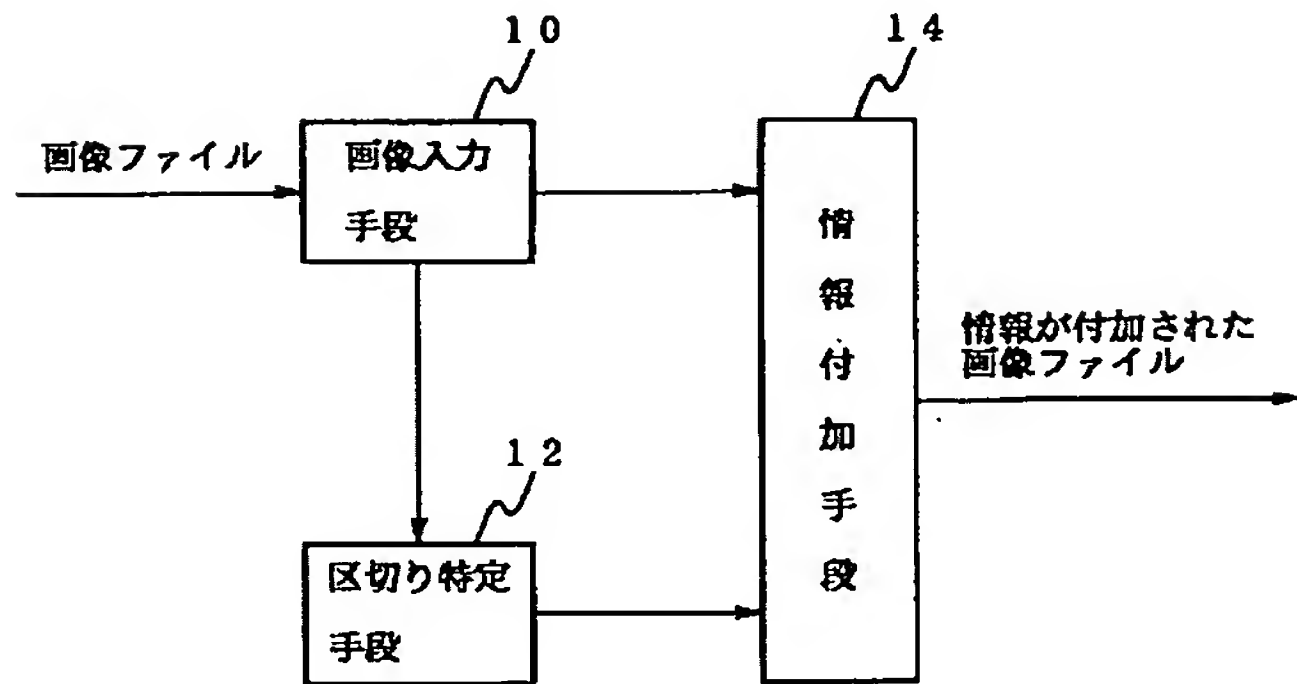 １０
１４
画像ファイル
画像入力
手段
情報付加手段
情報が付加された
画像ファイル
１２
区切り特定
手段